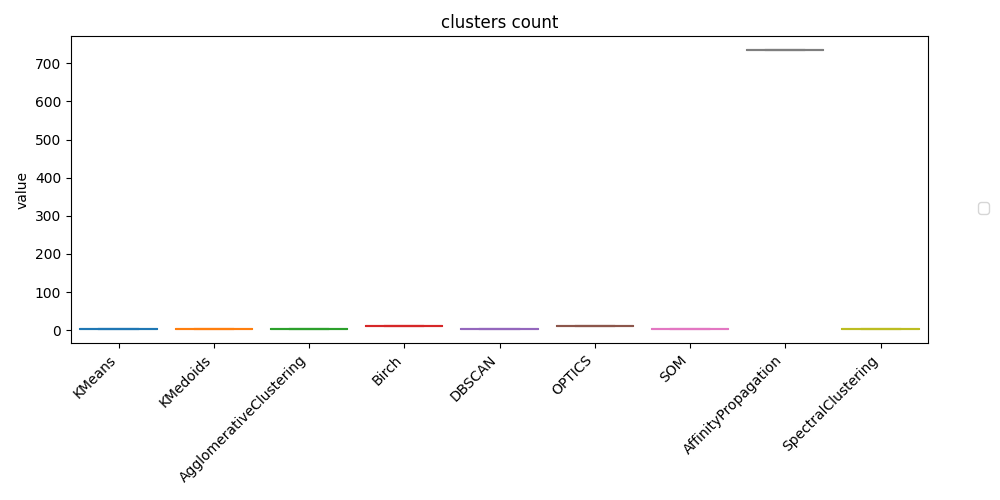 clusters count
value
700
600
500
400
300
200
100
0
KMeans
KMedoids
AgglomerativeClustering
Birch
DBSCAN
OPTICS
SOM
AffinityPropagation
SpectralClustering